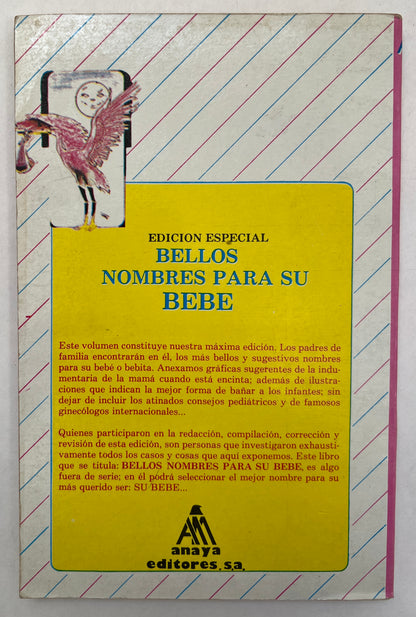 EDICION ESPECIAL
BELLOS
NOMBRES PARA SU
BEBE
Este volumen constituye nuestra máxima edición. Los padres de
familia encontrarán en él, los más bellos y sugestivos nombres
para su bebé o bebita. Anexamos gráficas sugerentes de la indu-
mentaria de la mamá cuando está encinta; además de ilustra-
ciones que indican la mejor forma de bañar a los infantes; sin
dejar de incluir los atinados consejos pediátricos y de famosos
ginecólogos internacionales...
Quienes participaron en la redacción, compilación, corrección y
revisión de esta edición, son personas que investigaron exhausti-
vamente todos los casos y cosas que aquí exponemos. Este libro
que se titula: BELLOS NOMBRES PARA SU BEBE, es algo
fuera de serie; en él podrá seleccionar el mejor nombre para su
más querido ser: SU BEBE...
AM
anaya
editores, s.a.